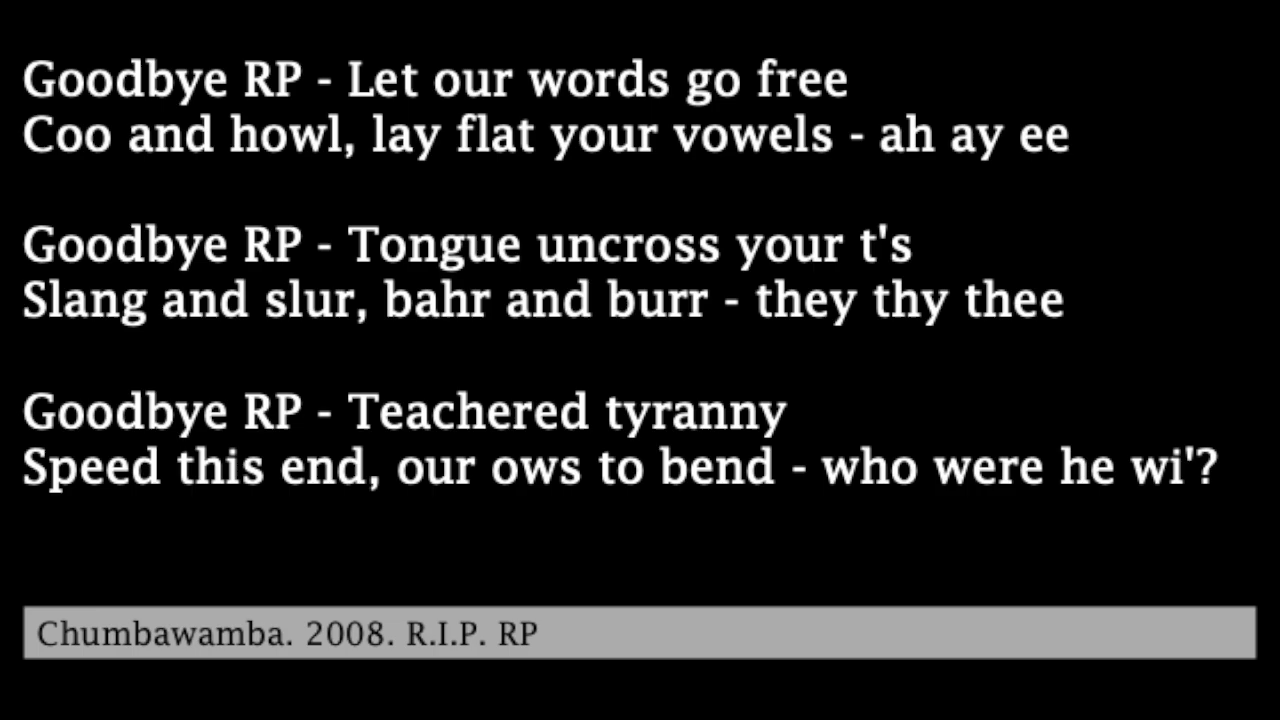 Goodbye RP - Let our words go free
Coo and howl, lay flat your vowels - ah ay ee
Goodbye RP - Tongue uncross your t's
Slang and slur, bahr and burr - they thy thee
Goodbye RP - Teachered tyranny
Speed this end, our ows to bend - who were he wi'?
Chumbawamba. 2008. R.I.P. RP